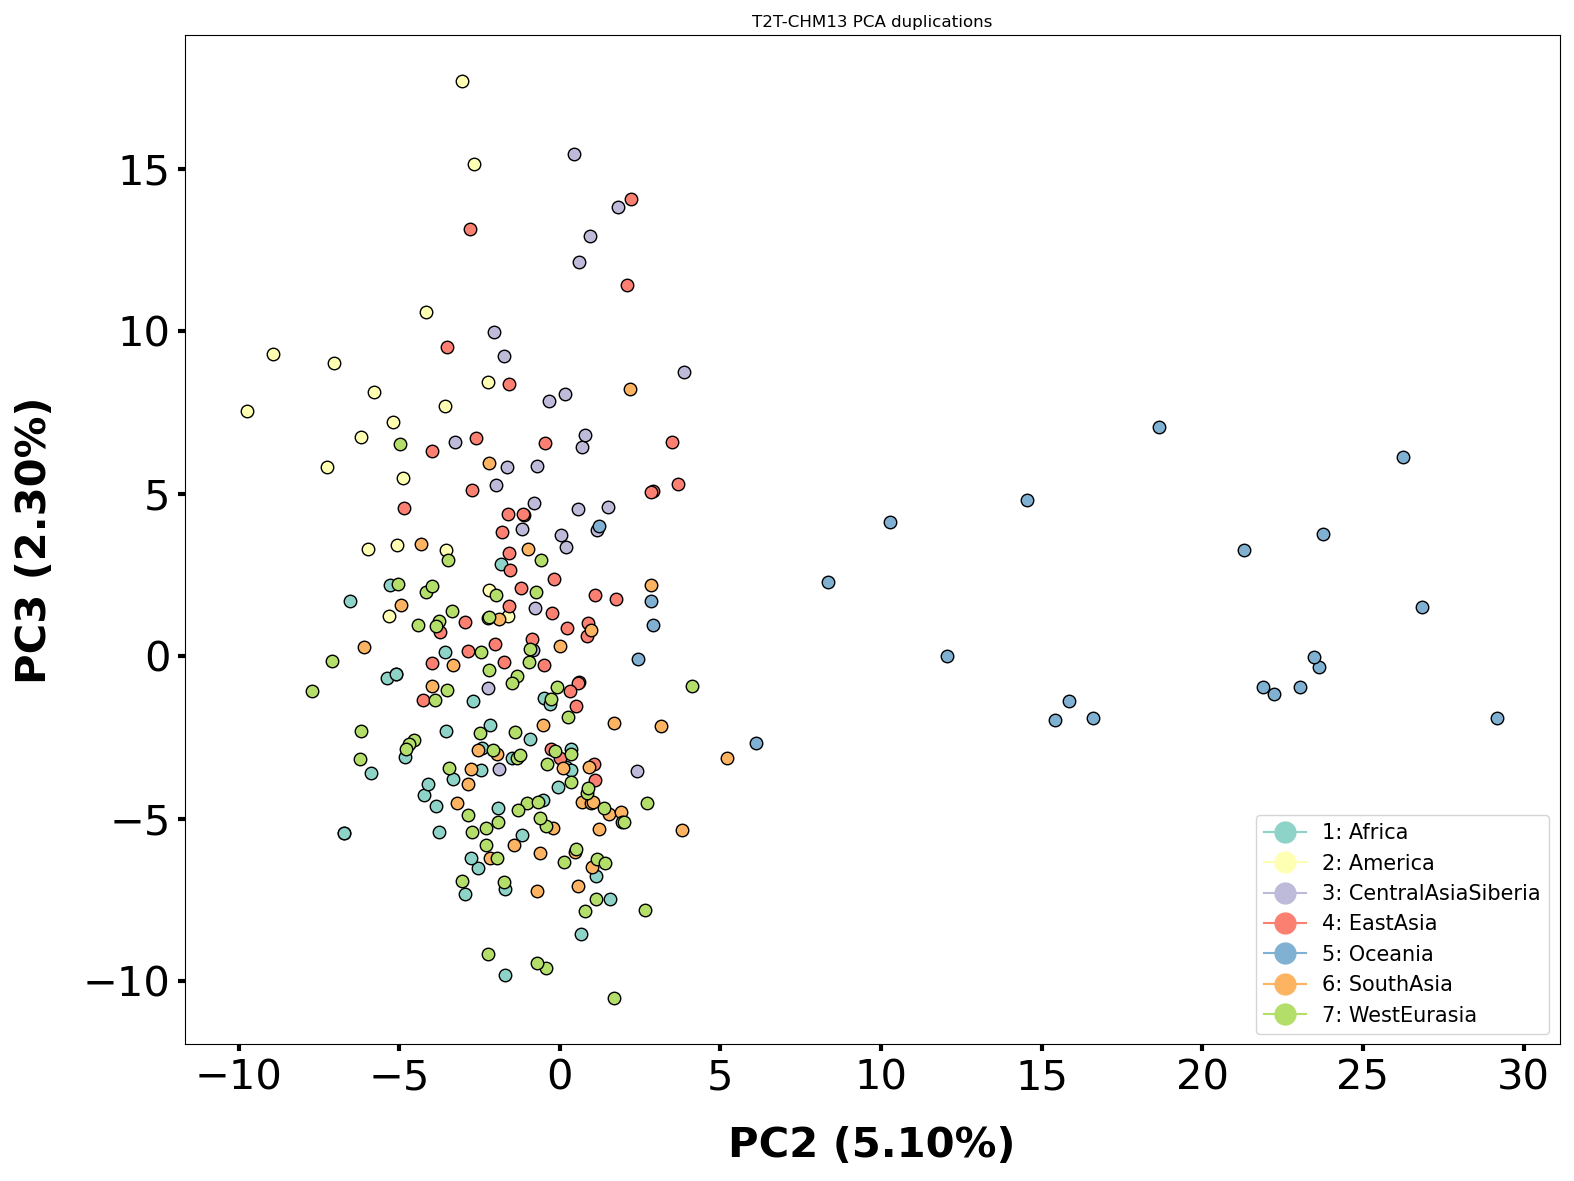 T2T-CHM13 PCA duplications
PC3 (2.30%)
15
10
5
0
−5
−10
−10
−5
0
5
10
15
20
25
30
PC2 (5.10%)
1: Africa
2: America
3: CentralAsiaSiberia
4: EastAsia
5: Oceania
6: SouthAsia
7: WestEurasia